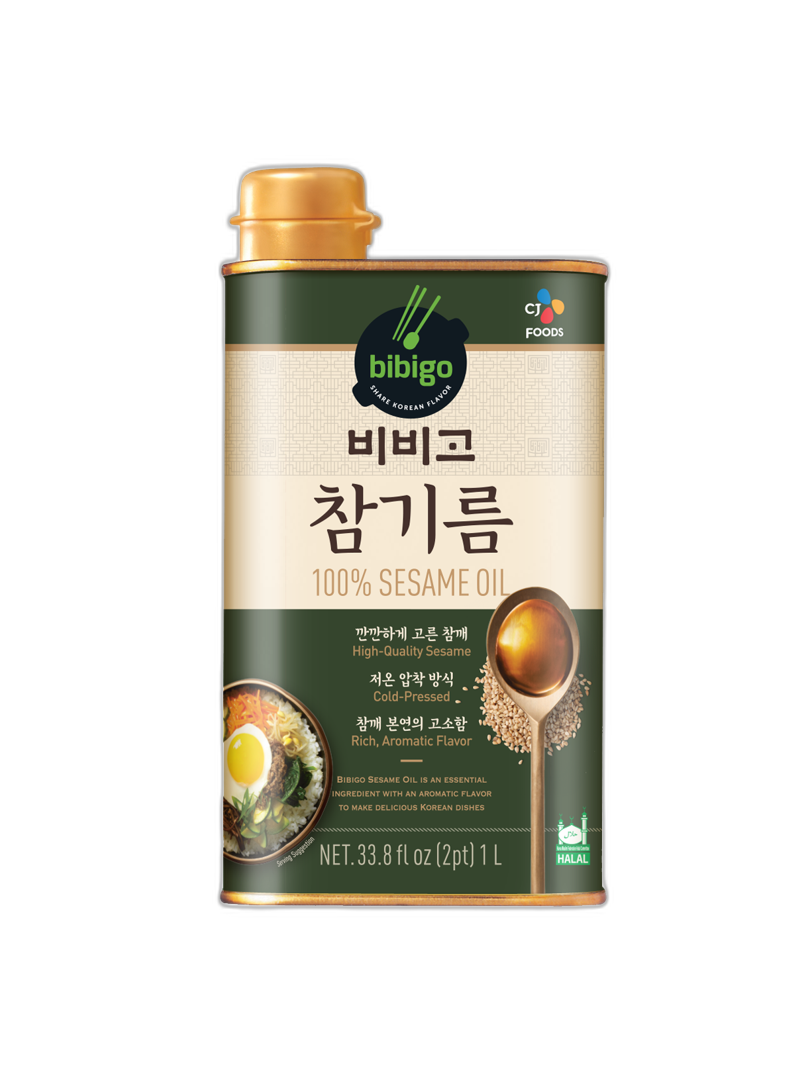 CJ
FOODS
bibigo
SHARE KOREAN FLAVOR
비비고
참기름
100% SESAME OIL
깐깐하게 고른 참깨
High-Quality Sesame
저온 압착 방식
Cold-Pressed
참깨 본연의 고소함
Rich, Aromatic Flavor
BIBIGO SESAME OIL IS AN ESSENTIAL
INGREDIENT WITH AN AROMATIC FLAVOR
TO MAKE DELICIOUS KOREAN DISHES
Serving Suggestion
NET. 33.8 fl oz (2pt) 1 L
HALAL